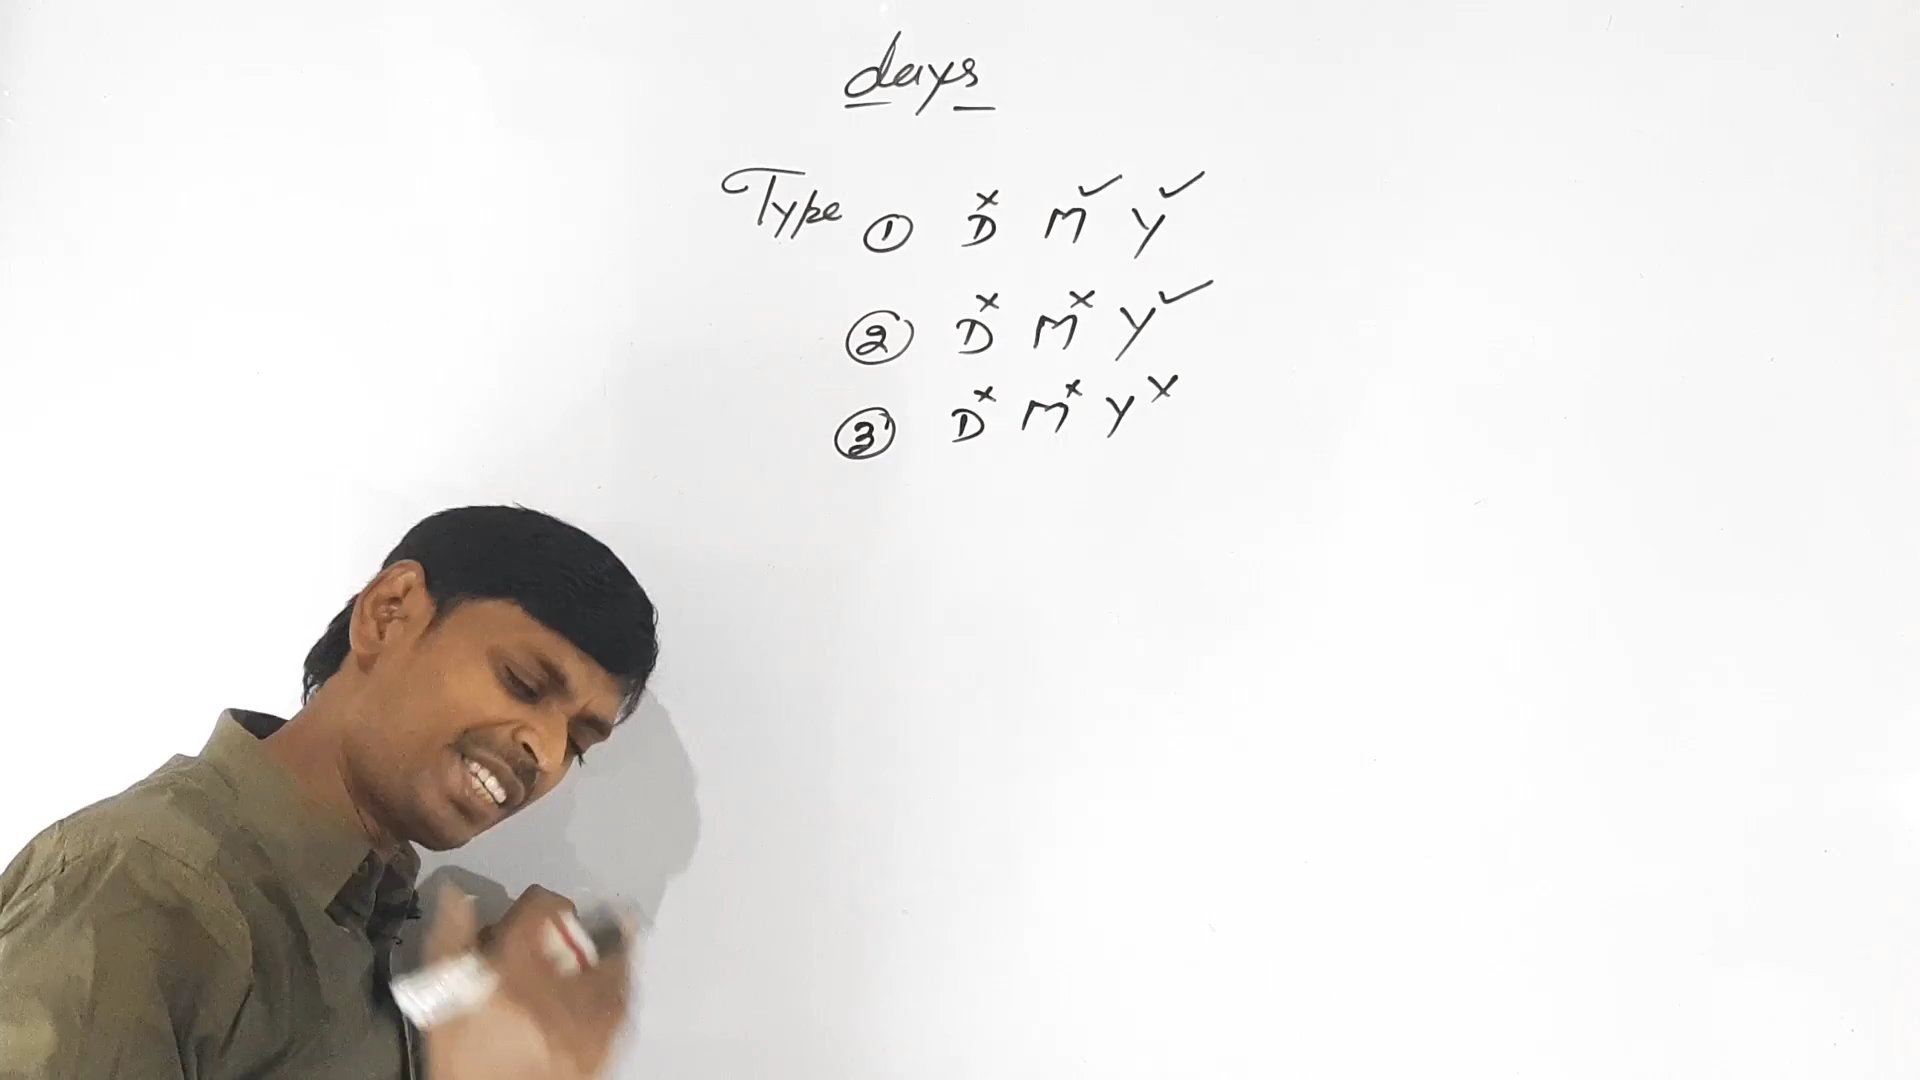 days
Type ① D× M✓ Y✓
② D× M× Y✓
③ D× M× Y×